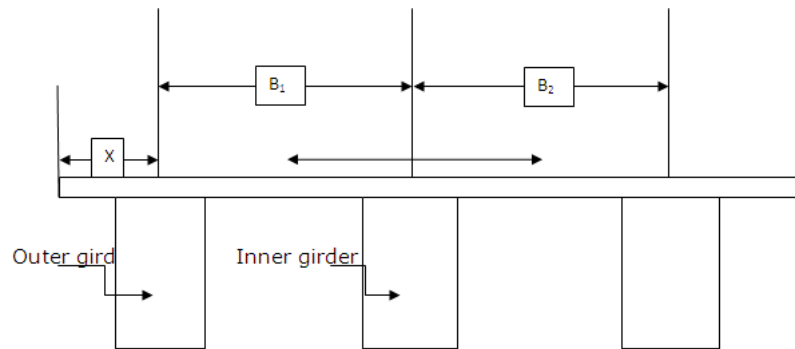 B₁
B₂
X
Outer gird
Inner girder